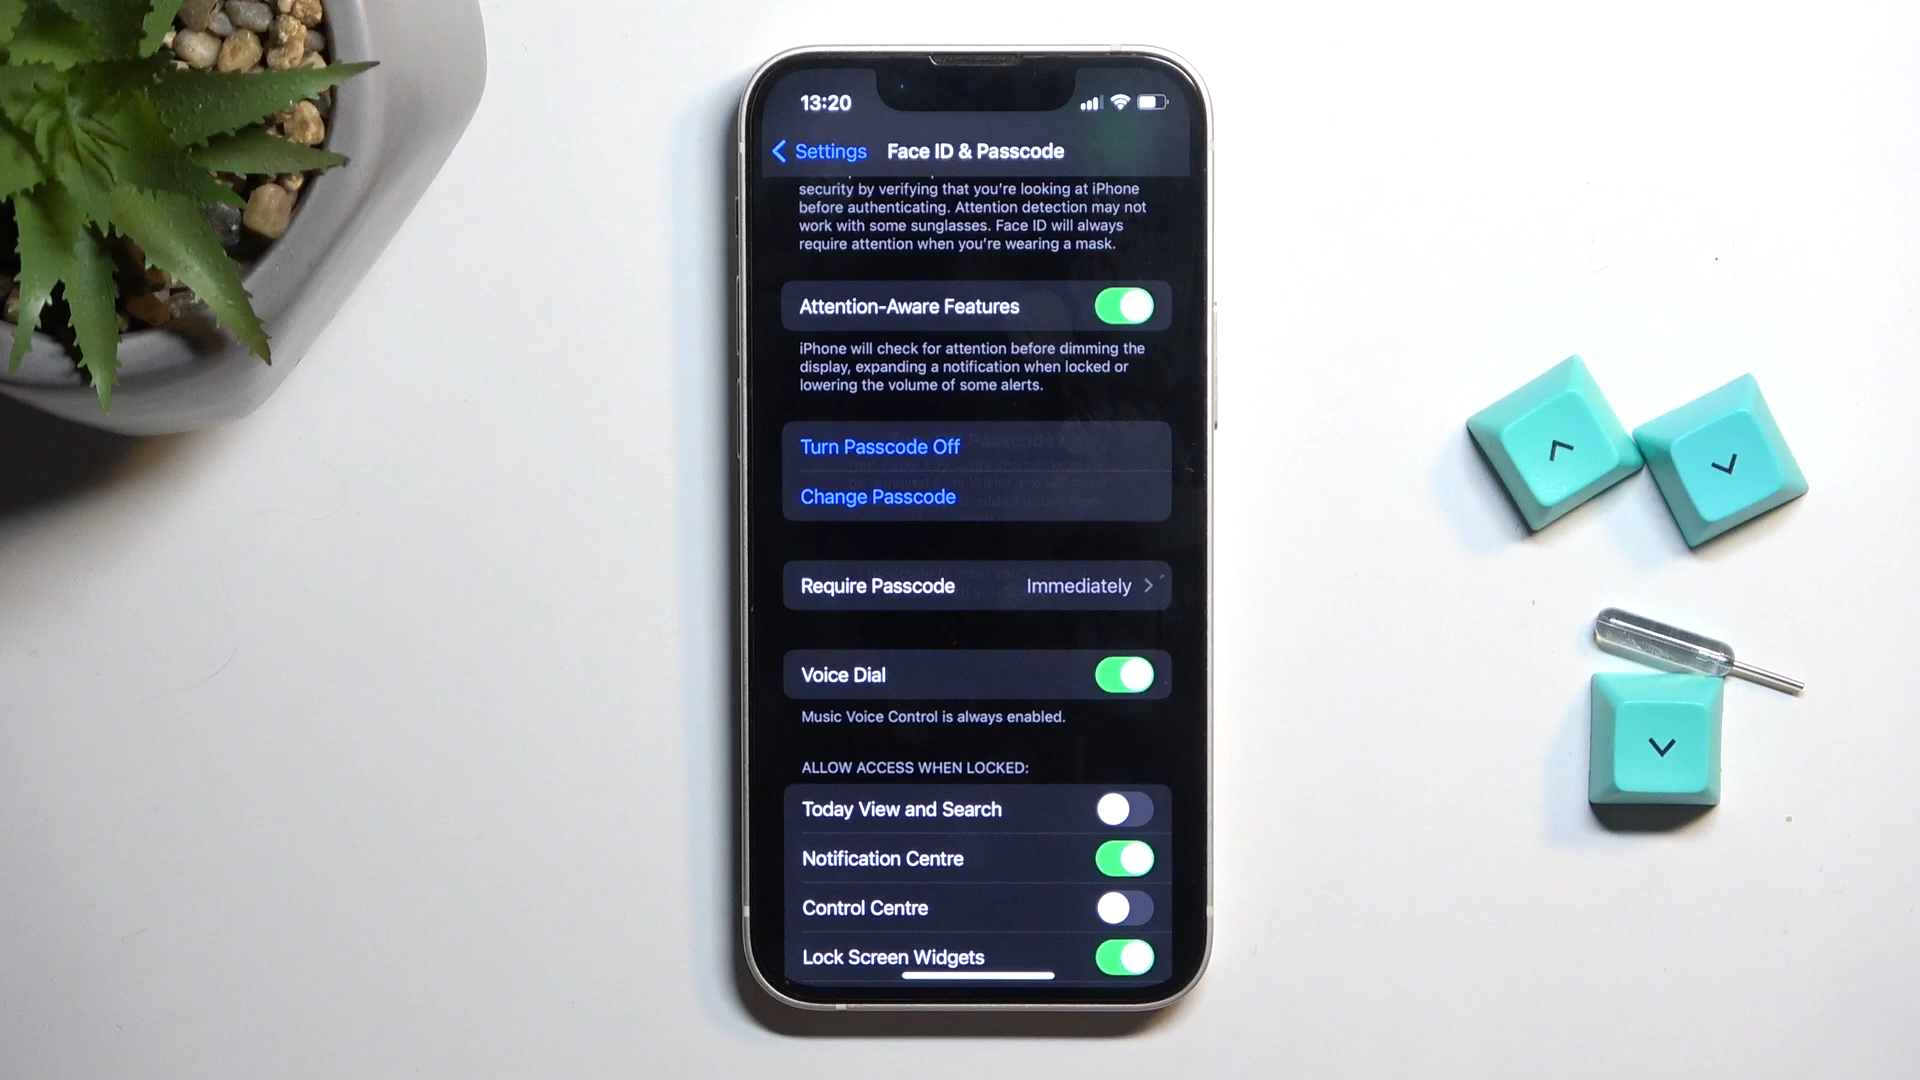 13:20
Settings Face ID & Passcode
security by verifying that you're looking at iPhone
before authenticating. Attention detection may not
work with some sunglasses. Face ID will always
require attention when you're wearing a mask.
Attention-Aware Features
iPhone will check for attention before dimming the
display, expanding a notification when locked or
lowering the volume of some alerts.
Turn Passcode Off
Change Passcode
Require Passcode Immediately
Voice Dial
Music Voice Control is always enabled.
ALLOW ACCESS WHEN LOCKED:
Today View and Search
Notification Centre
Control Centre
Lock Screen Widgets